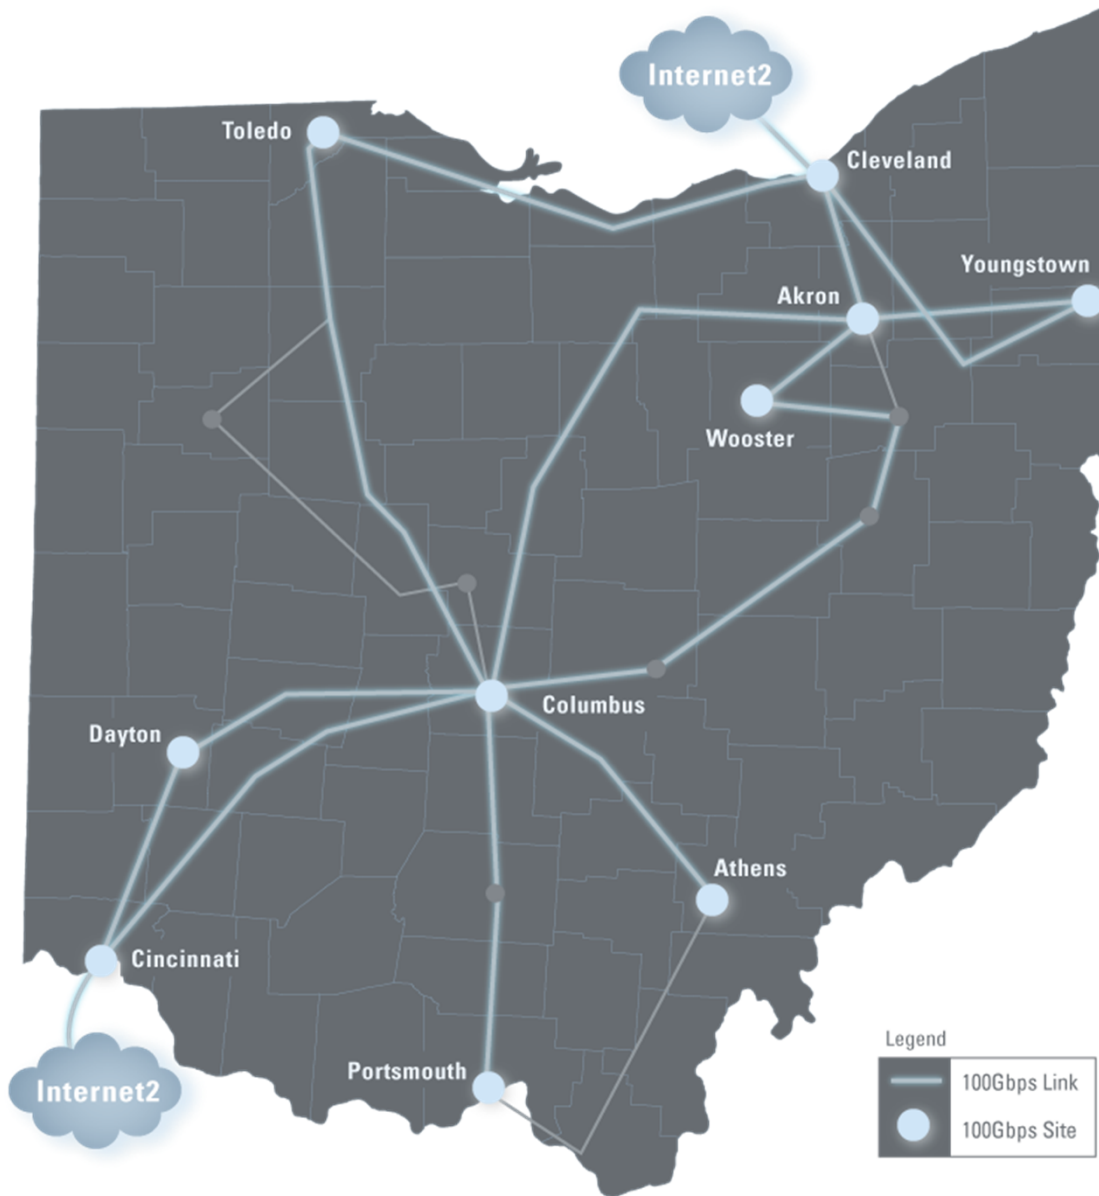 Internet2
Toledo
Cleveland
Youngstown
Akron
Wooster
Columbus
Dayton
Athens
Cincinnati
Portsmouth
Internet2
Legend
100Gbps Link
100Gbps Site